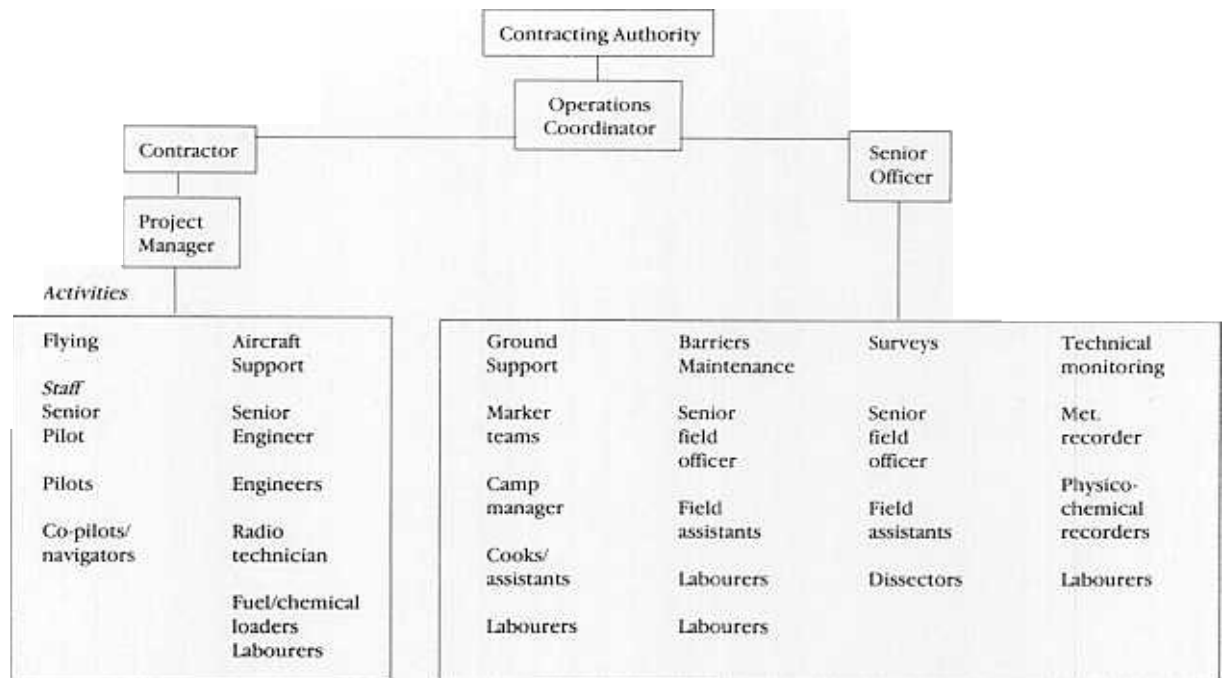 Contracting Authority
Operations
Coordinator
Contractor
Senior
Officer
Project
Manager
Activities
Flying
Aircraft
Support
Ground
Support
Barriers
Maintenance
Surveys
Technical
monitoring
Staff
Senior
Pilot
Pilots
Co-pilots/
navigators
Senior
Engineer
Engineers
Radio
technician
Fuel/chemical
loaders
Labourers
Marker
teams
Camp
manager
Cooks/
assistants
Labourers
Senior
field
officer
Field
assistants
Labourers
Labourers
Senior
field
officer
Field
assistants
Dissectors
Met.
recorder
Physico-
chemical
recorders
Labourers